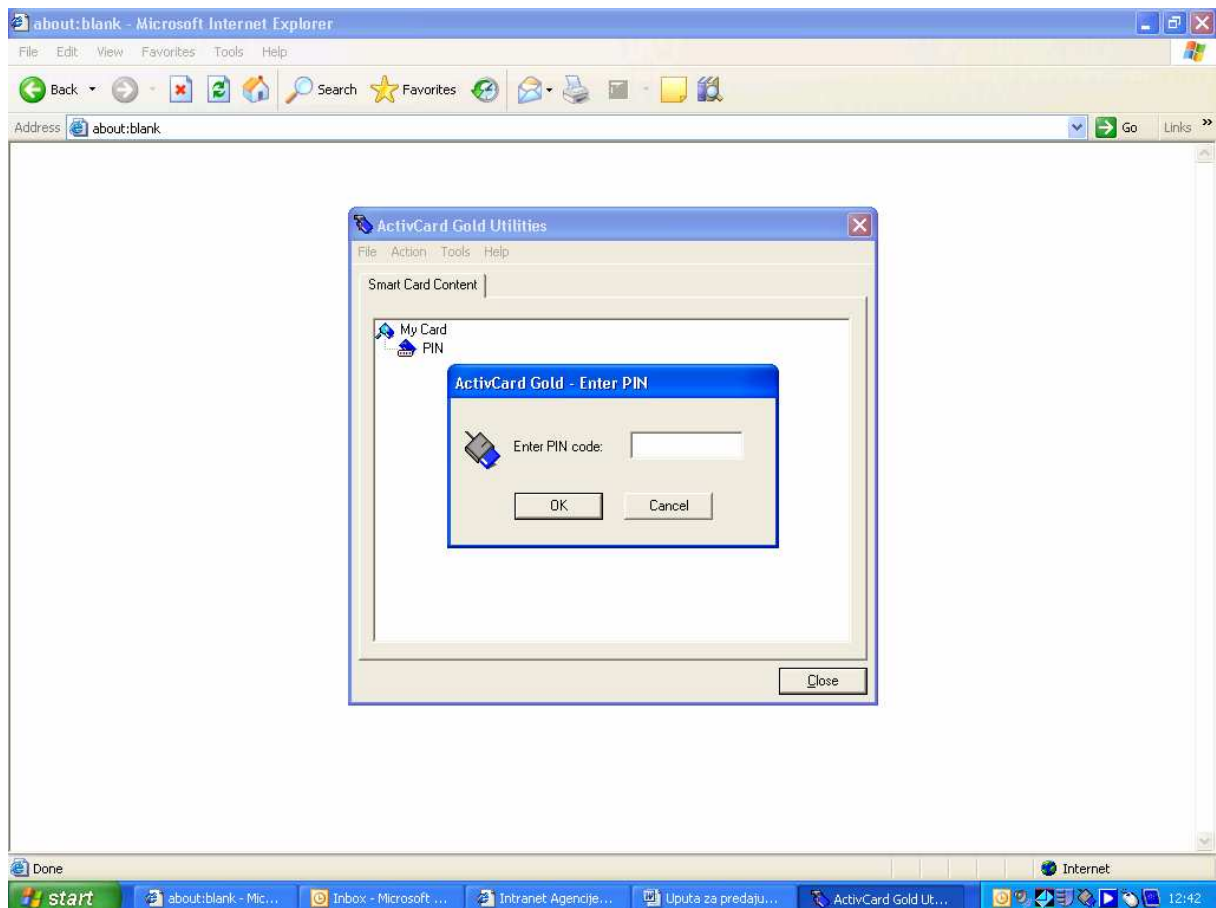 about:blank - Microsoft Internet Explorer
File Edit View Favorites Tools Help
Back Search Favorites
Address about:blank Go Links »
ActivCard Gold Utilities
File Action Tools Help
Smart Card Content
My Card
PIN
ActivCard Gold - Enter PIN
Enter PIN code:
OK Cancel
Close
Done Internet
start about:blank - Mic... Inbox - Microsoft ... Intranet Agencije... Uputa za predaju... ActivCard Gold Ut... 12:42